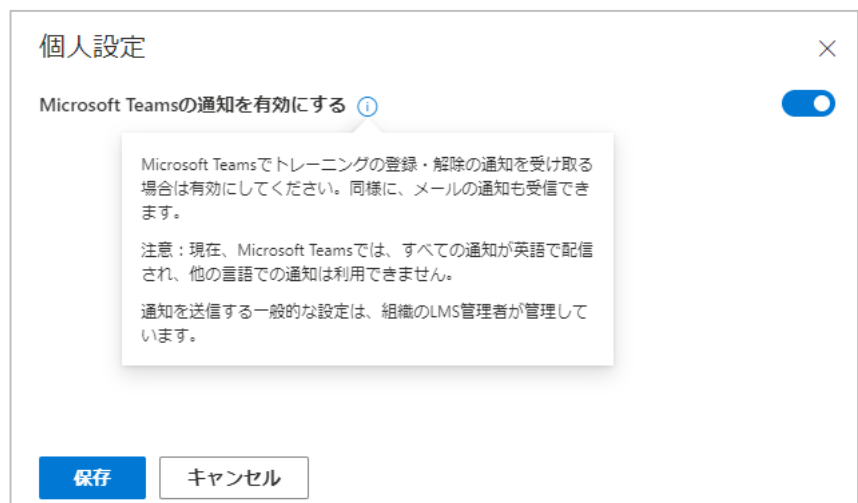 個人設定
Microsoft Teamsの通知を有効にする
Microsoft Teamsでトレーニングの登録・解除の通知を受け取る
場合は有効にしてください。同様に、メールの通知も受信でき
ます。
注意：現在、Microsoft Teamsでは、すべての通知が英語で配信
され、他の言語での通知は利用できません。
通知を送信する一般的な設定は、組織のLMS管理者が管理して
います。
保存 キャンセル